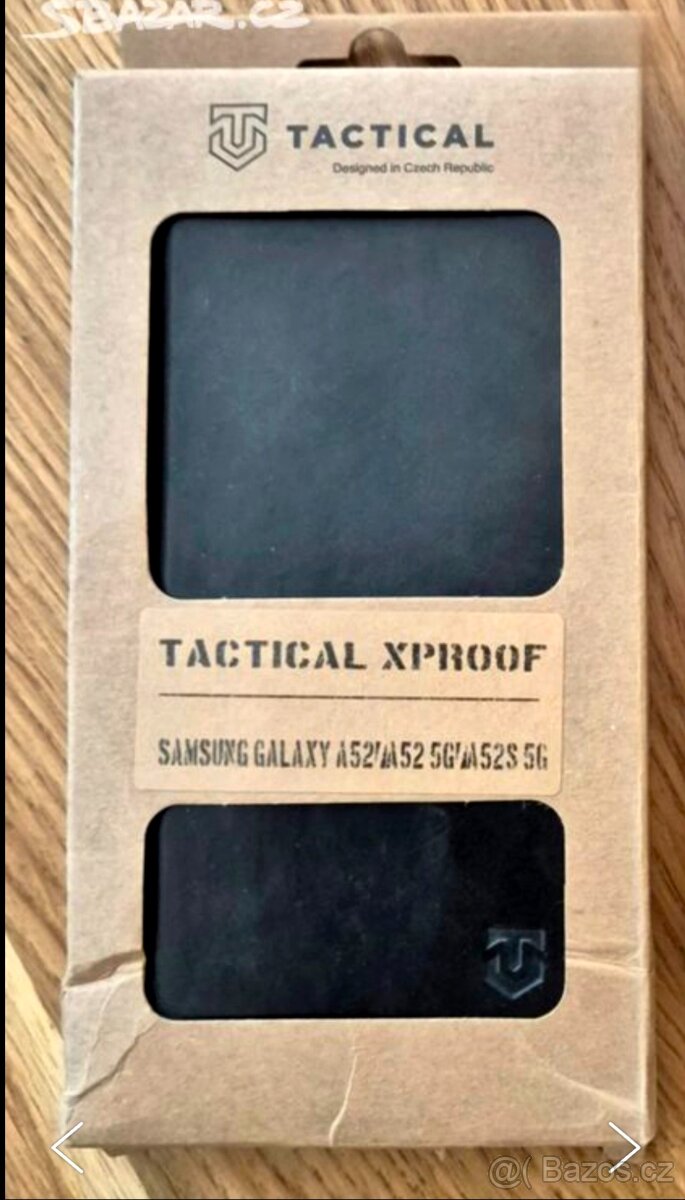 SBAZAR.CZ
TACTICAL
Designed in Czech Republic
TACTICAL XPROOF
SAMSUNG GALAXY A52/A52 5G/A52S 5G
@( Bazos.cz